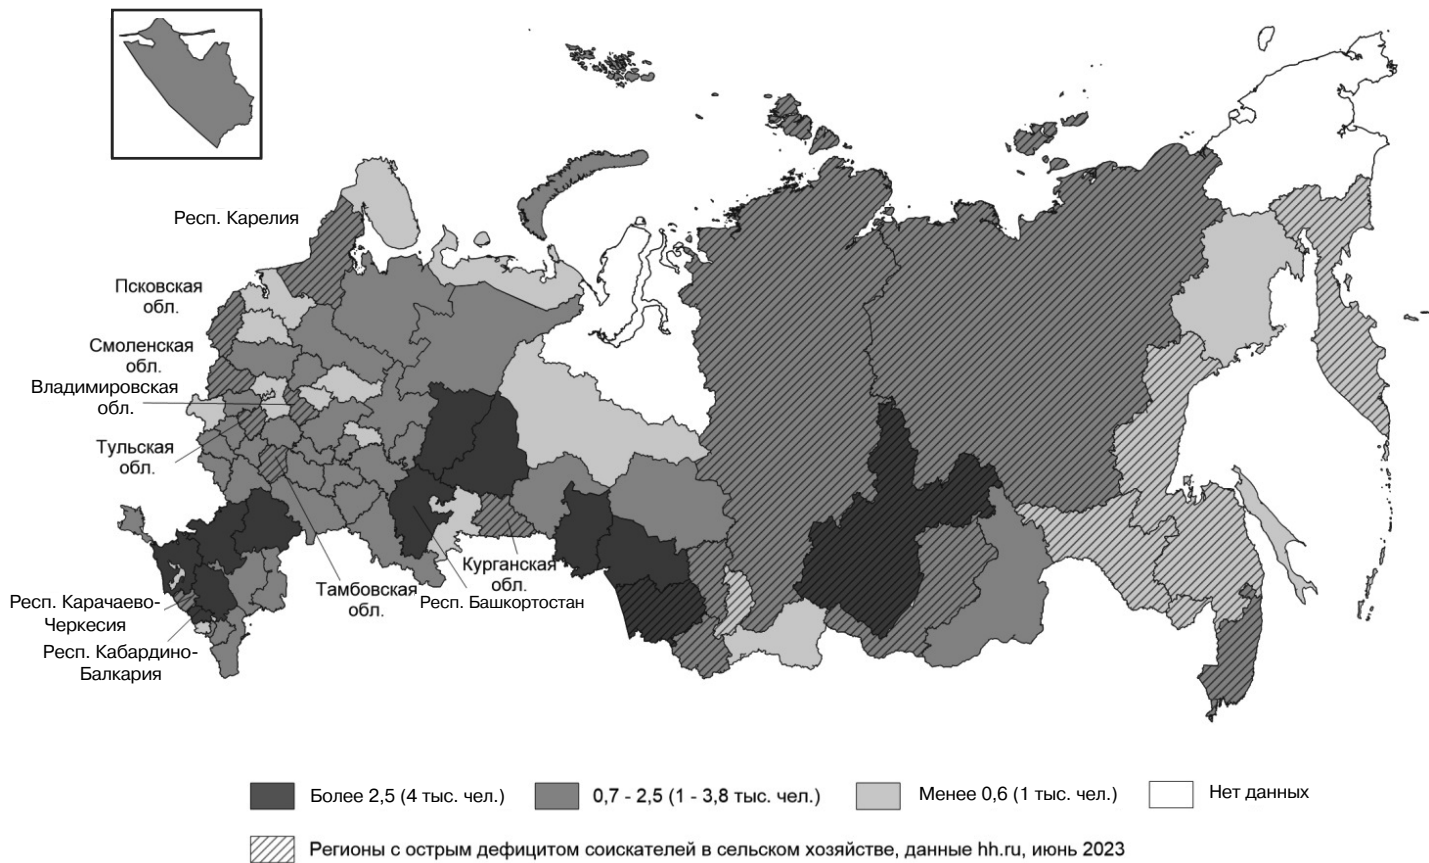 Респ. Карелия
Псковская
обл.
Смоленская
обл.
Владимировская
обл.
Тульская
обл.
Курганская
обл.
Тамбовская
обл.
Респ. Башкортостан
Респ. Карачаево-
Черкесия
Респ. Кабардино-
Балкария
Более 2,5 (4 тыс. чел.)
0,7 - 2,5 (1 - 3,8 тыс. чел.)
Менее 0,6 (1 тыс. чел.)
Нет данных
Регионы с острым дефицитом соискателей в сельском хозяйстве, данные hh.ru, июнь 2023